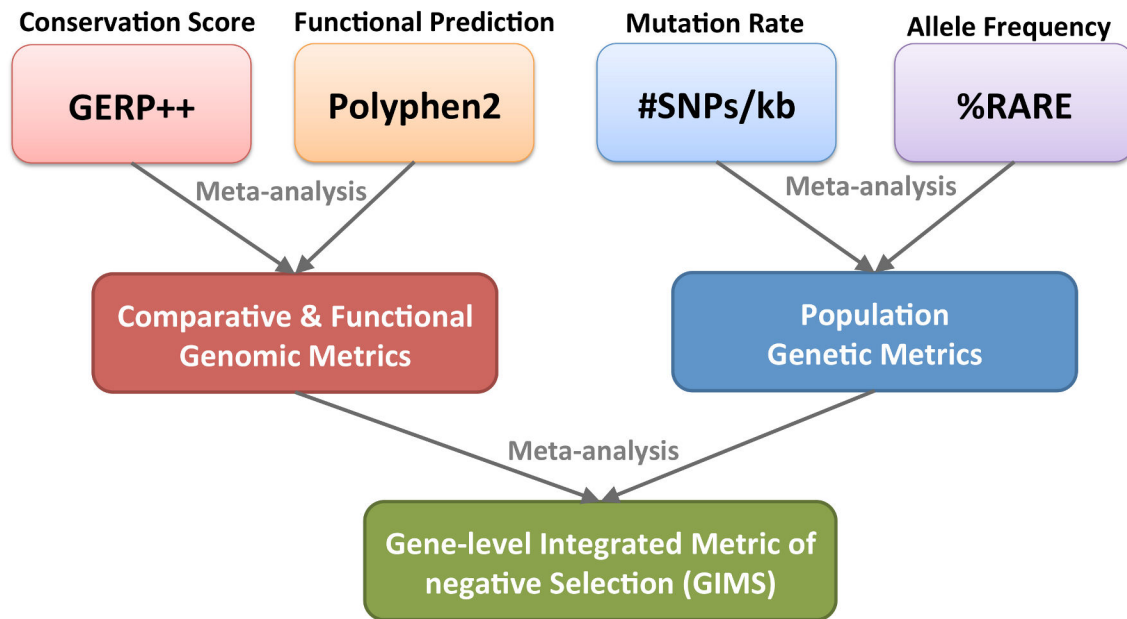 Conservation Score
Functional Prediction
Mutation Rate
Allele Frequency
GERP++
Polyphen2
#SNPs/kb
%RARE
Meta-analysis
Meta-analysis
Comparative & Functional
Genomic Metrics
Population
Genetic Metrics
Meta-analysis
Gene-level Integrated Metric of
negative Selection (GIMS)